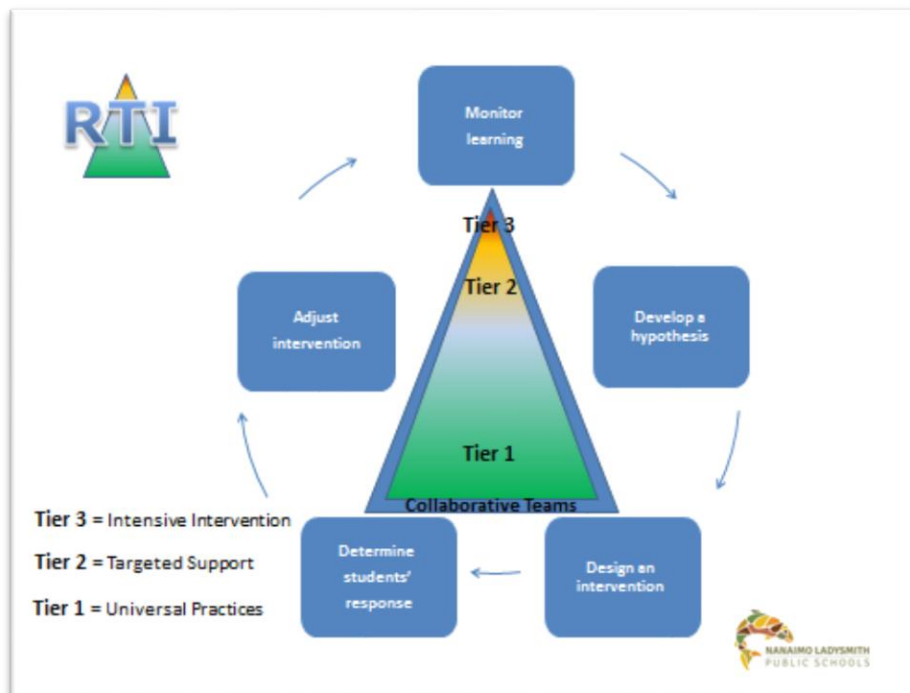 RTI
Monitor
learning
Tier 3
Tier 2
Adjust
intervention
Develop a
hypothesis
Tier 1
Collaborative Teams
Tier 3 = Intensive Intervention
Tier 2 = Targeted Support
Tier 1 = Universal Practices
Determine
students'
response
Design an
intervention
NANAIMO LADYSMITH
PUBLIC SCHOOLS